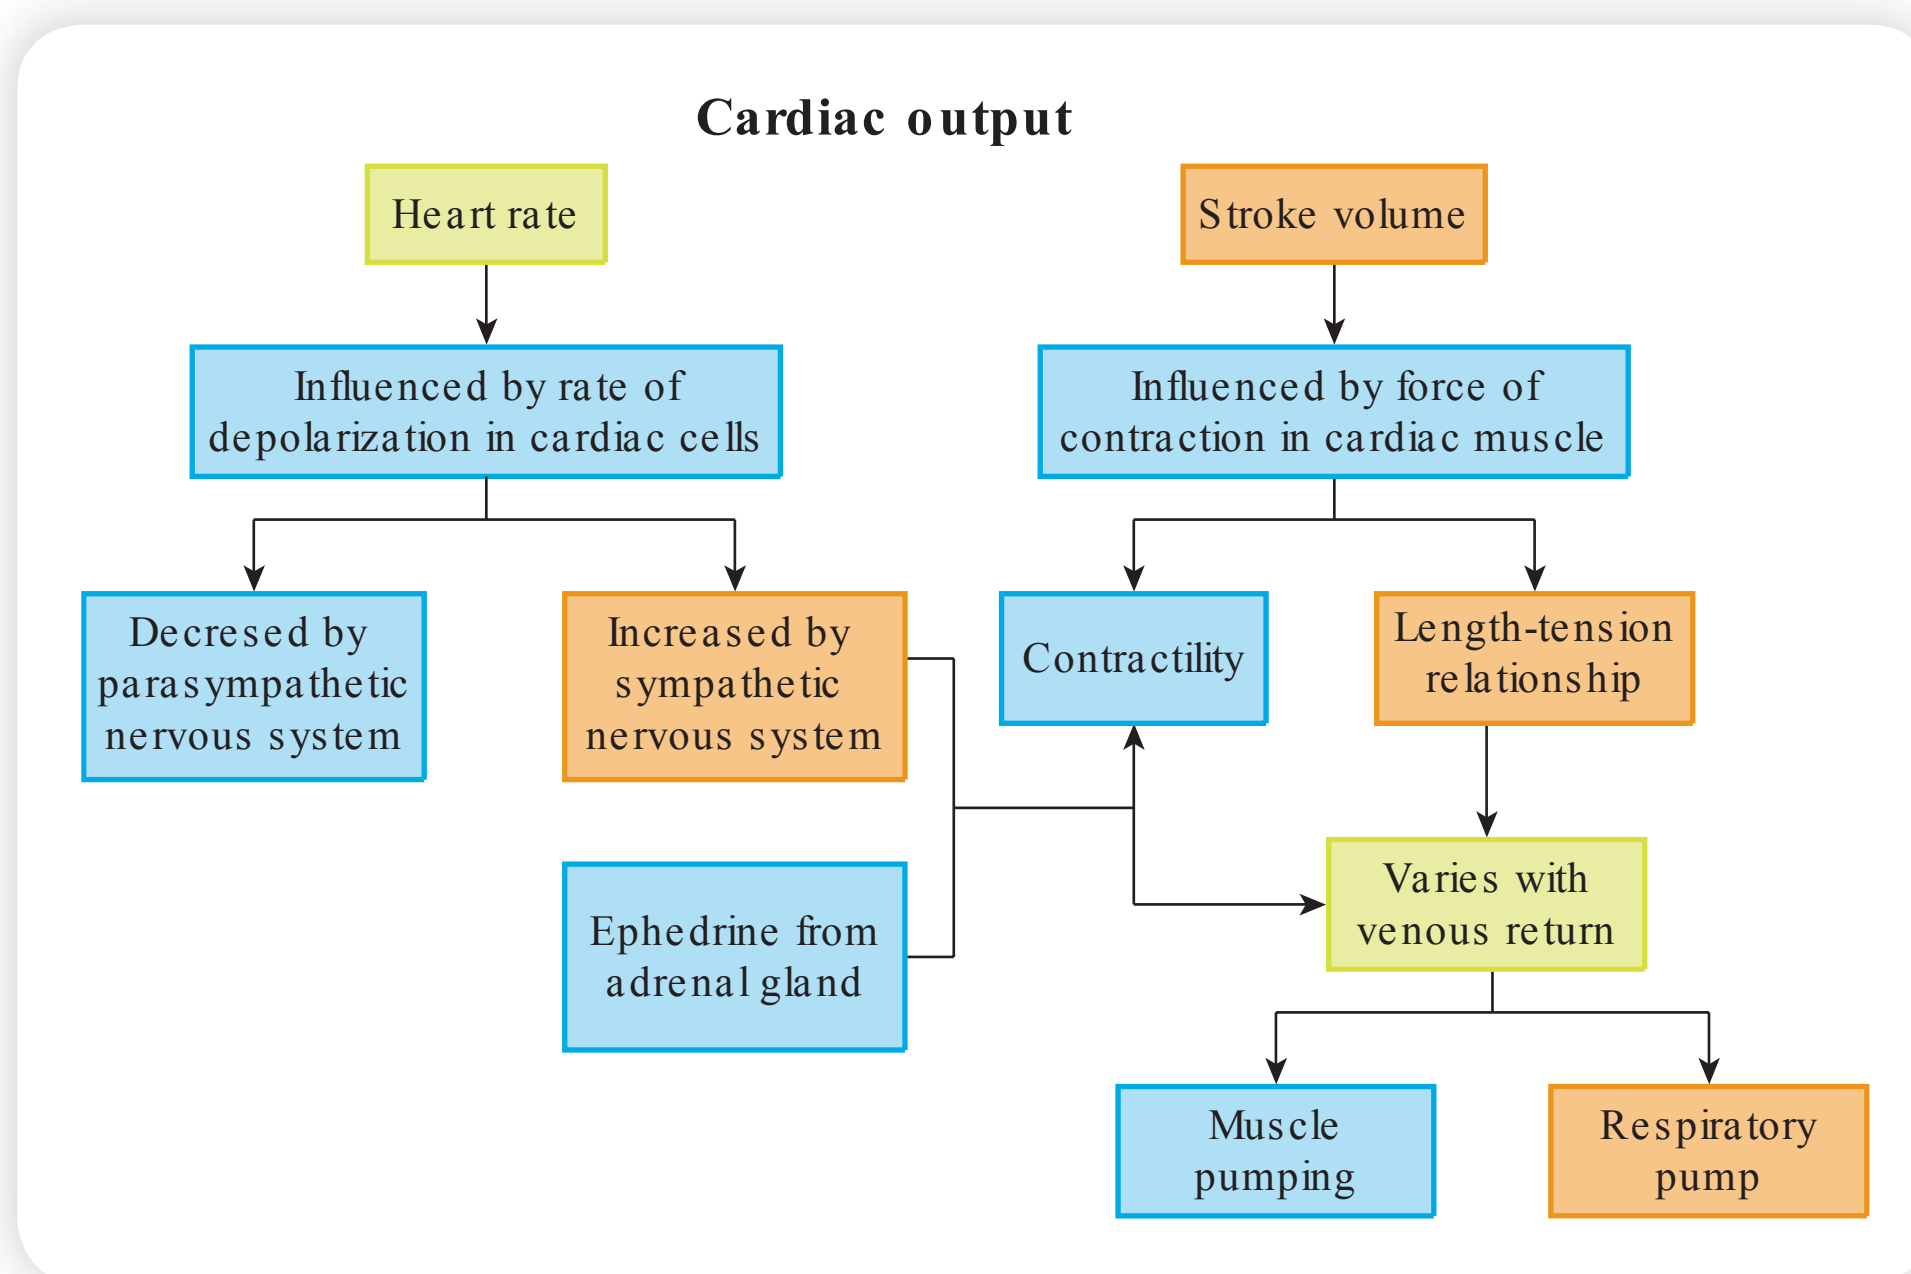 Cardiac output
Heart rate
Stroke volume
Influenced by rate of
depolarization in cardiac cells
Influenced by force of
contraction in cardiac muscle
Decresed by
parasympathetic
nervous system
Increased by
sympathetic
nervous system
Contractility
Length-tension
relationship
Ephedrine from
adrenal gland
Varies with
venous return
Muscle
pumping
Respiratory
pump